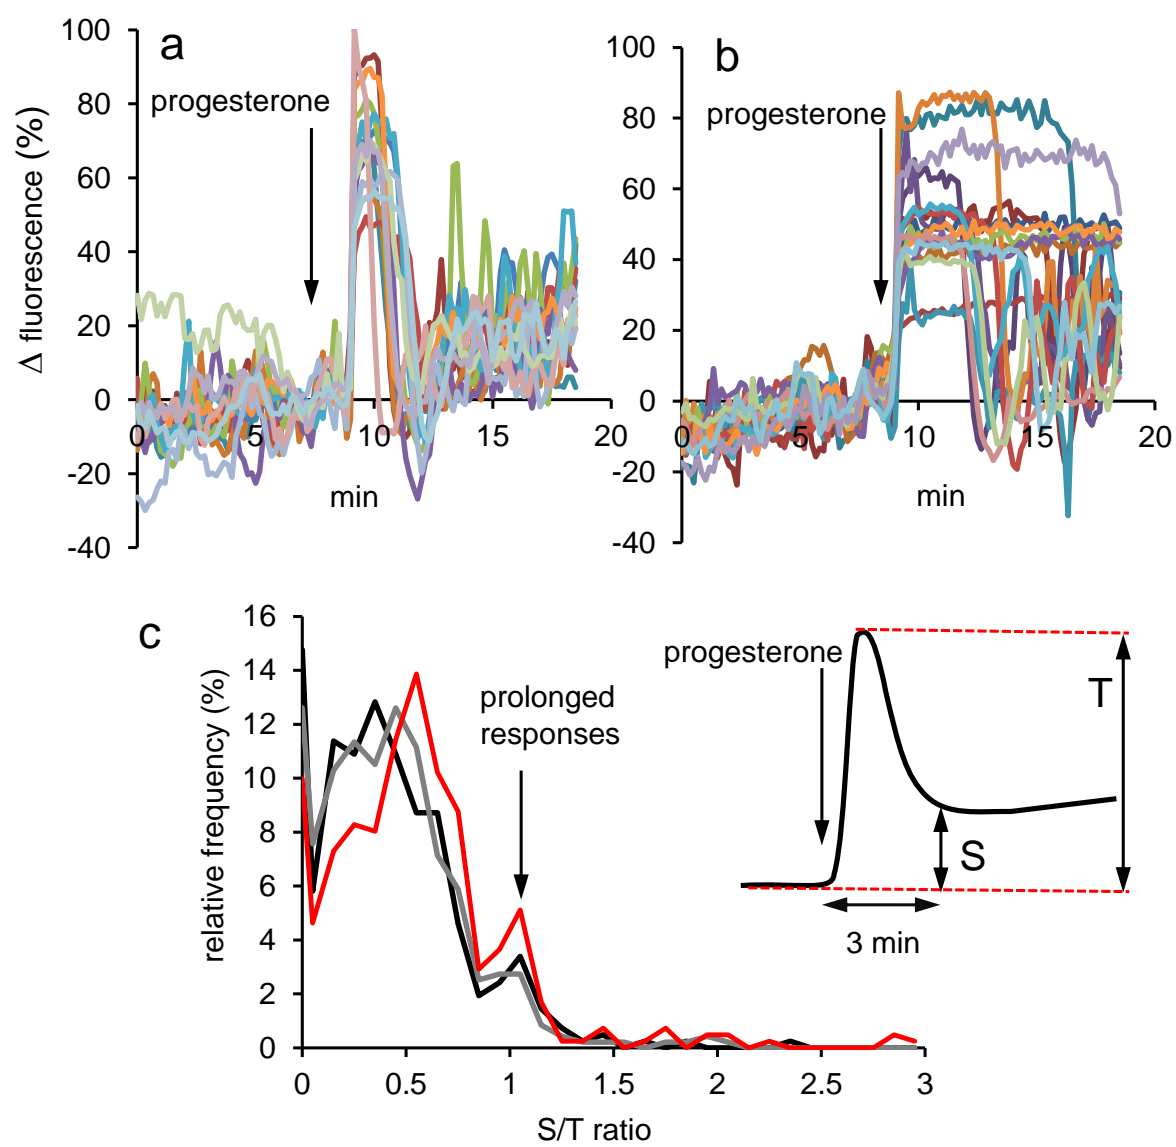 a
progesterone
Δ fluorescence (%)
100
80
60
40
20
0
-20
-40
0
5
10
15
20
min
b
progesterone
100
80
60
40
20
0
-20
-40
0
5
10
15
20
min
c
relative frequency (%)
16
14
12
10
8
6
4
2
0
0
0.5
1
1.5
2
2.5
3
S/T ratio
prolonged
responses
progesterone
T
S
3 min